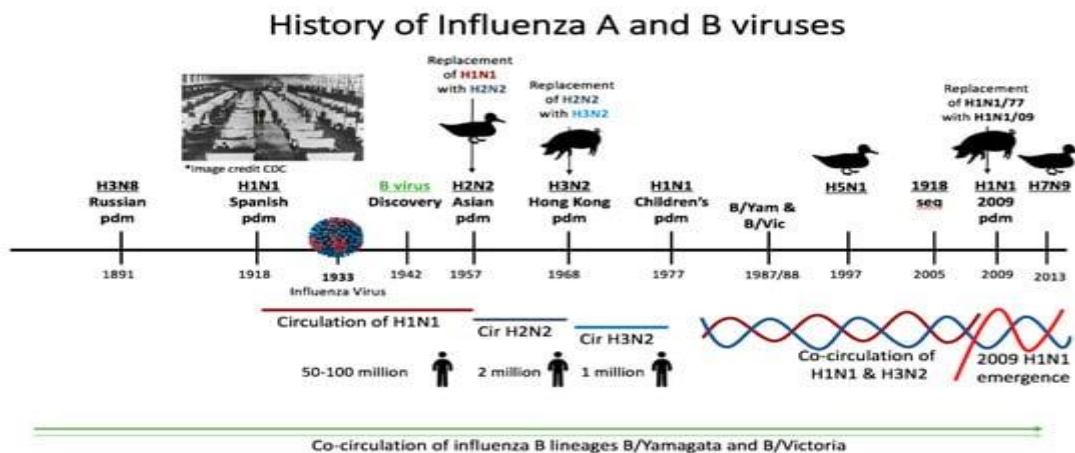 History of Influenza A and B viruses
Replacement
of H1N1
with H2N2
Replacement
of H2N2
with H3N2
Replacement
of H1N1/77
with H1N1/09
*Image credit CDC
H3N8
Russian
pdm
H1N1
Spanish
pdm
B virus
Discovery
H2N2
Asian
pdm
H3N2
Hong Kong
pdm
H1N1
Children's
pdm
B/Yam &
B/Vic
H5N1
1918
seq
H1N1
2009
pdm
H7N9
1891
1918
1933
Influenza Virus
1942
1957
1968
1977
1987/88
1997
2005
2009
2013
Circulation of H1N1
Cir H2N2
Cir H3N2
50-100 million
2 million
1 million
Co-circulation of
H1N1 & H3N2
2009 H1N1
emergence
Co-circulation of influenza B lineages B/Yamagata and B/Victoria